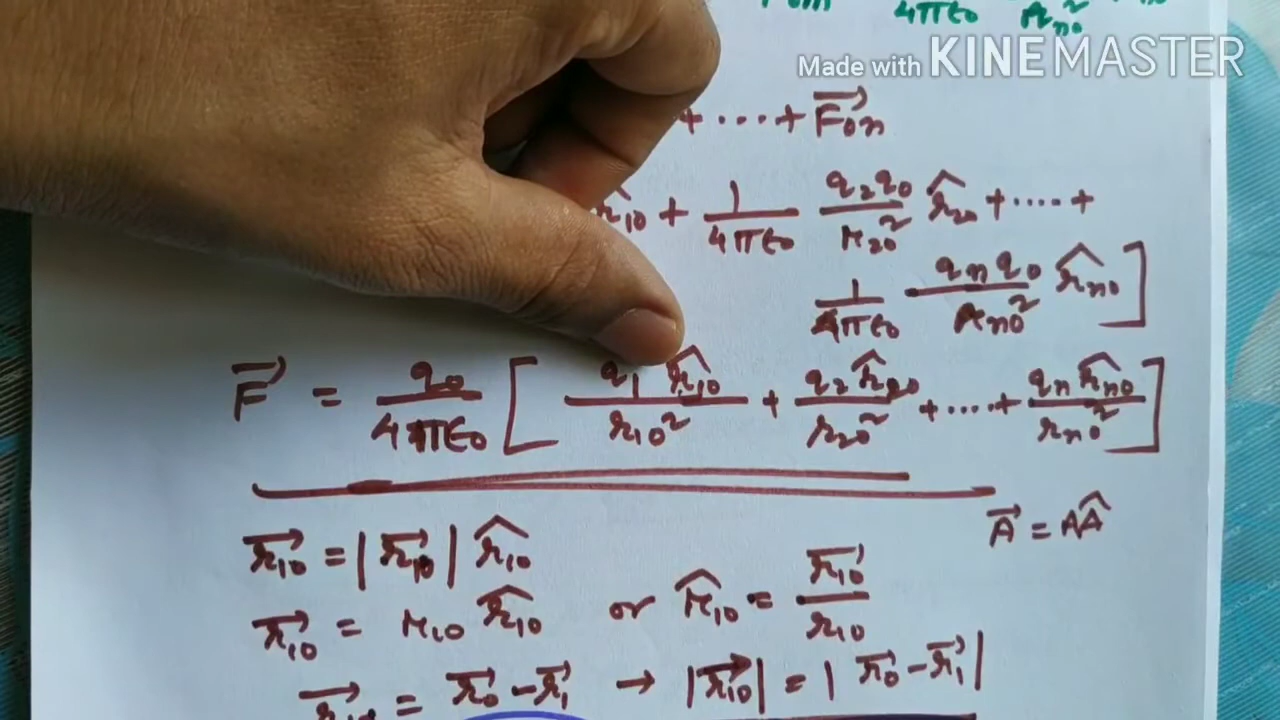 4πε0
Made with KINEMASTER
+ ⋯ + F⃗0n
r̂10 + 1/4πε0 q2q0/r20² r̂20 + ⋯⋅ +
1/4πε0 qnq0/rn0² r̂n0 ]
F⃗ = q0/4πε0 [ q1 r̂10/r10² + q2 r̂20/r20² + ⋯⋅ + qn r̂n0/rn0² ]
A⃗ = AÂ
r⃗10 = |r⃗10| r̂10
r⃗10 = r10 r̂10 or r̂10 = r⃗10/r10
r⃗10 = r⃗0 − r⃗1 → |r⃗10| = |r⃗0 − r⃗1|